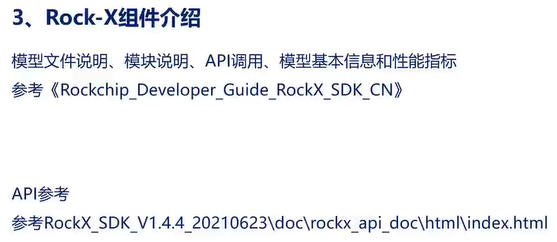 3、Rock-X组件介绍
模型文件说明、模块说明、API调用、模型基本信息和性能指标
参考《Rockchip_Developer_Guide_RockX_SDK_CN》
API参考
参考RockX_SDK_V1.4.4_20210623\doc\rockx_api_doc\html\index.html